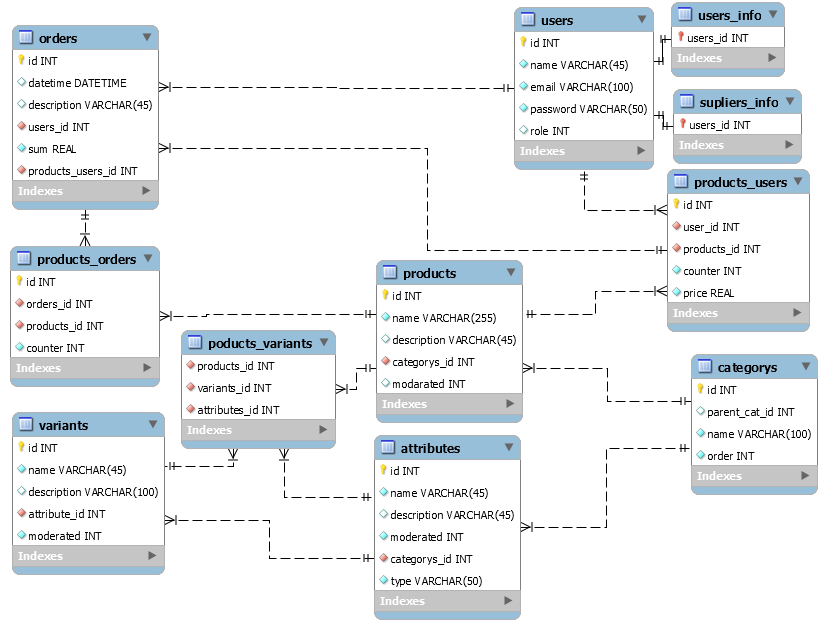 orders
id INT
datetime DATETIME
description VARCHAR(45)
users_id INT
sum REAL
products_users_id INT
Indexes
users
id INT
name VARCHAR(45)
email VARCHAR(100)
password VARCHAR(50)
role INT
Indexes
users_info
users_id INT
Indexes
supliers_info
users_id INT
Indexes
products_users
id INT
user_id INT
products_id INT
counter INT
price REAL
Indexes
products_orders
id INT
orders_id INT
products_id INT
counter INT
Indexes
products
id INT
name VARCHAR(255)
description VARCHAR(45)
categorys_id INT
modarated INT
Indexes
poducts_variants
products_id INT
variants_id INT
attributes_id INT
Indexes
categorys
id INT
parent_cat_id INT
name VARCHAR(100)
order INT
Indexes
variants
id INT
name VARCHAR(45)
description VARCHAR(100)
attribute_id INT
moderated INT
Indexes
attributes
id INT
name VARCHAR(45)
description VARCHAR(45)
moderated INT
categorys_id INT
type VARCHAR(50)
Indexes